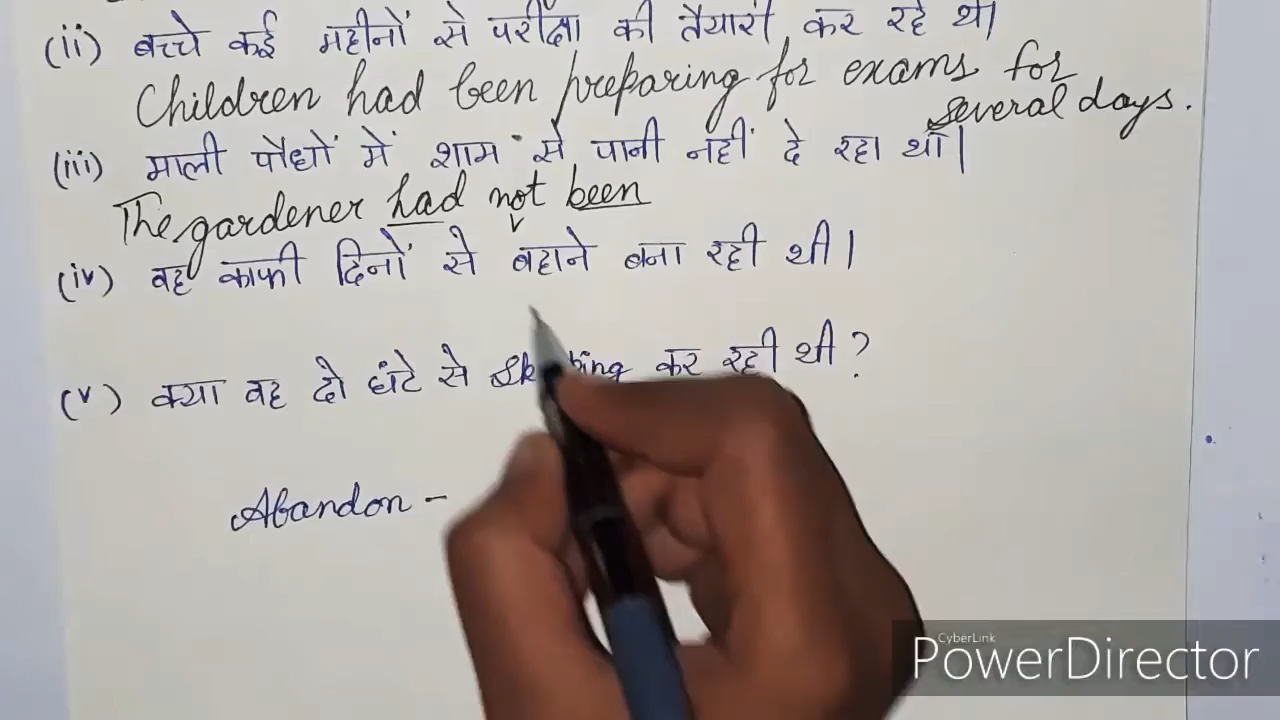 (ii) बच्चे कई महीनों से परीक्षा की तैयारी कर रहे थे।
Children had been preparing for exams for
several days.
(iii) माली पौधों में शाम से पानी नहीं दे रहा था।
The gardener had not been
(iv) वह काफी दिनों से बहाने बना रही थी।
(v) क्या वह दो घंटे से कर रही थी ?
Abandon -
CyberLink
PowerDirector